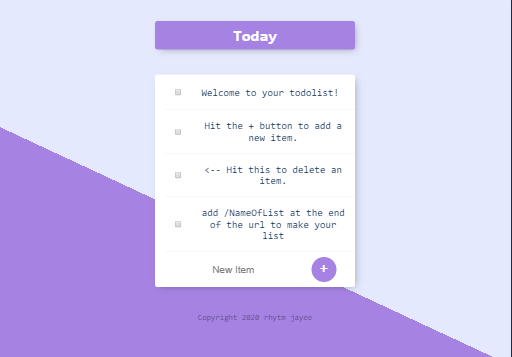 Today
Welcome to your todolist!
Hit the + button to add a
new item.
<-- Hit this to delete an
item.
add /NameOfList at the end
of the url to make your
list
New Item
+
Copyright 2020 rhytm jayee